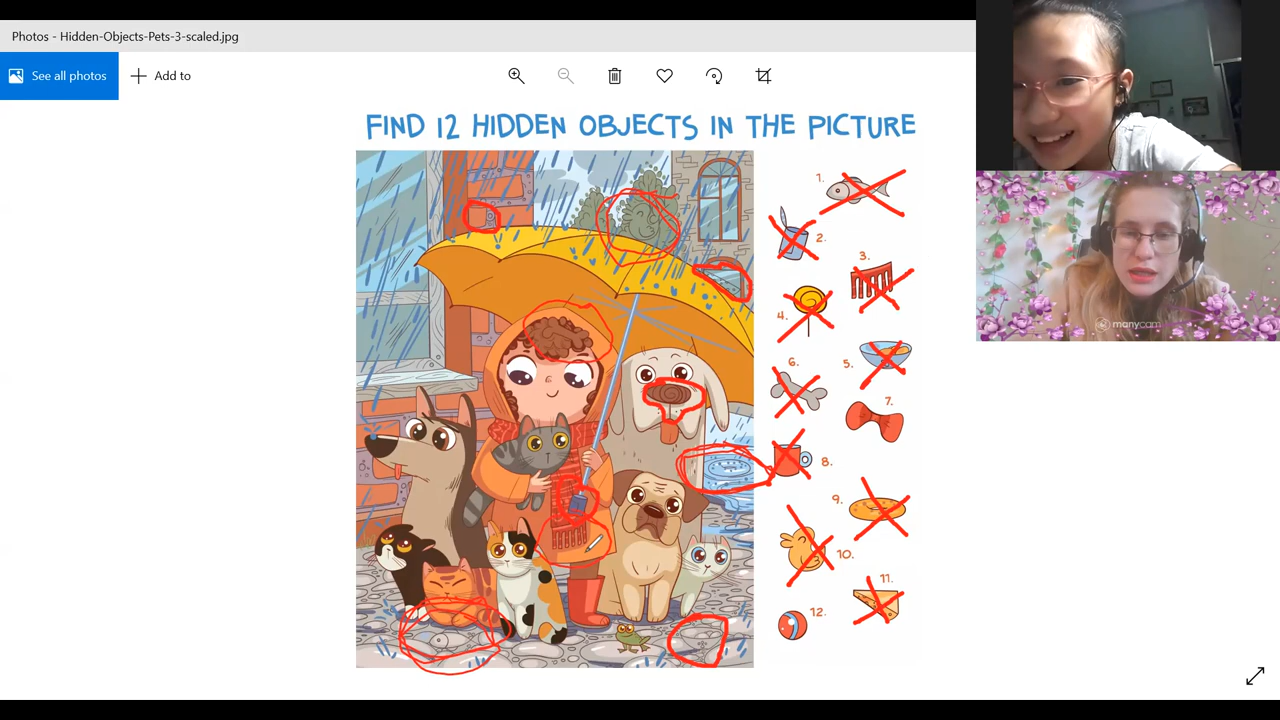 Photos - Hidden-Objects-Pets-3-scaled.jpg
See all photos
Add to
FIND 12 HIDDEN OBJECTS IN THE PICTURE
1.
2.
3.
4.
5.
6.
7.
8.
9.
10.
11.
12.
manycam